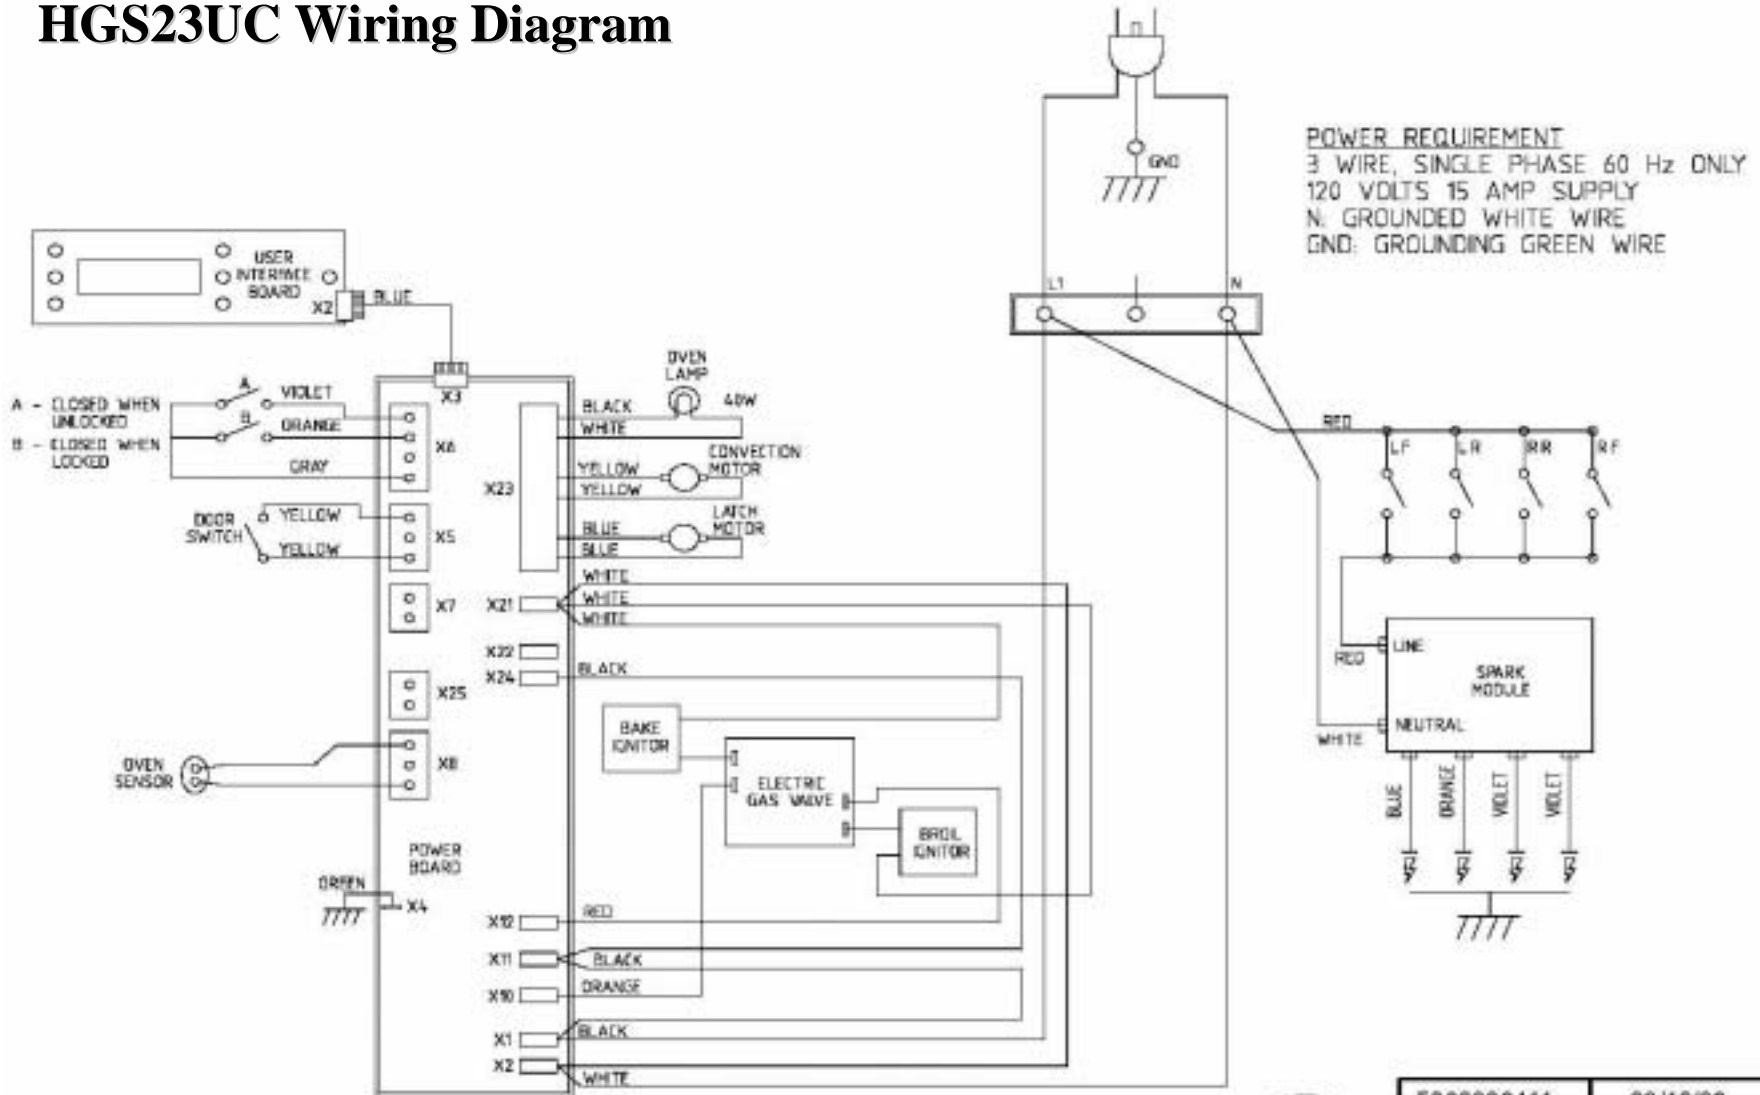 HGS23UC Wiring Diagram
GND
POWER REQUIREMENT
3 WIRE, SINGLE PHASE 60 Hz ONLY
120 VOLTS 15 AMP SUPPLY
N: GROUNDED WHITE WIRE
GND: GROUNDING GREEN WIRE
USER
INTERFACE
BOARD
X2
BLUE
L1
N
X3
A - CLOSED WHEN
UNLOCKED
B - CLOSED WHEN
LOCKED
A
VIOLET
B
ORANGE
GRAY
X6
DOOR
SWITCH
YELLOW
YELLOW
X5
X7
X25
OVEN
SENSOR
X8
POWER
BOARD
GREEN
X4
OVEN
LAMP
40W
BLACK
WHITE
CONVECTION
MOTOR
YELLOW
YELLOW
X23
LATCH
MOTOR
BLUE
BLUE
WHITE
X21
WHITE
WHITE
X22
X24
BLACK
BAKE
IGNITOR
ELECTRIC
GAS VALVE
BROIL
IGNITOR
X12
RED
X11
BLACK
X10
ORANGE
X1
BLACK
X2
WHITE
RED
LF
LR
RR
RF
RED
LINE
SPARK
MODULE
NEUTRAL
WHITE
BLUE
ORANGE
VIOLET
VIOLET